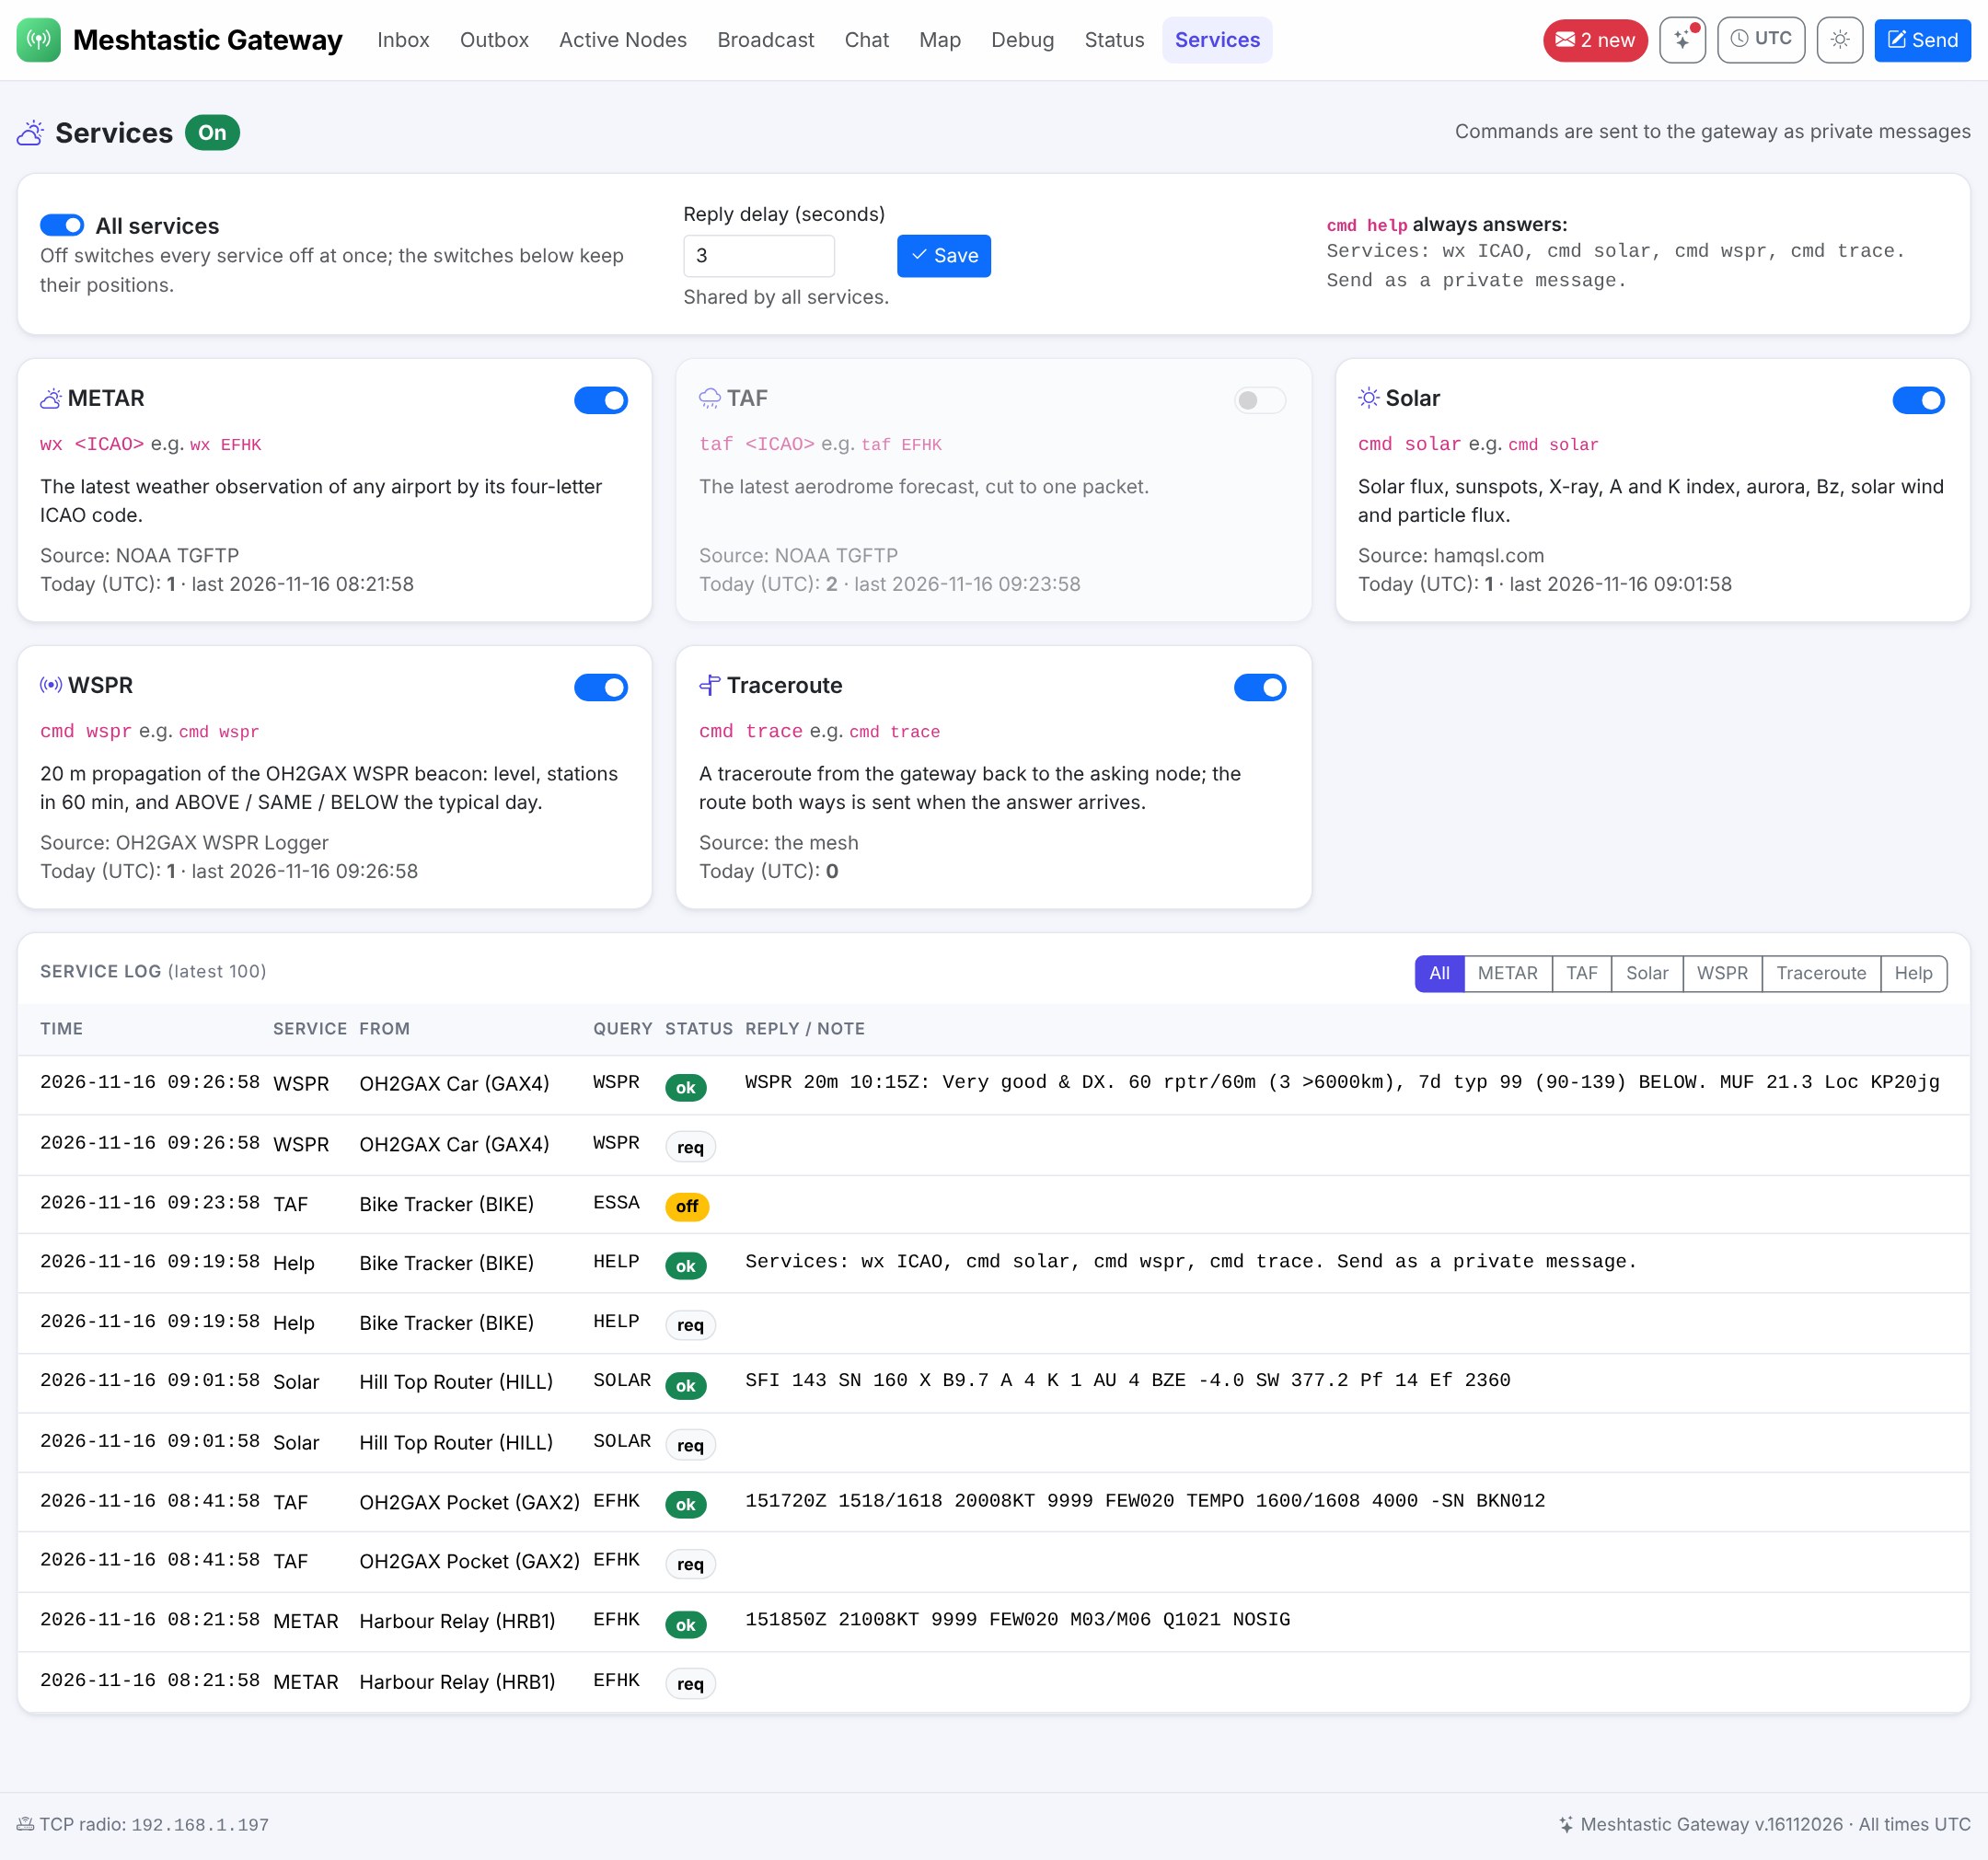 Meshtastic Gateway Inbox Outbox Active Nodes Broadcast Chat Map Debug Status Services 2 new UTC Send
Services On
Commands are sent to the gateway as private messages
All services
Off switches every service off at once; the switches below keep
their positions.
Reply delay (seconds)
3
Save
Shared by all services.
cmd help always answers:
Services: wx ICAO, cmd solar, cmd wspr, cmd trace.
Send as a private message.
METAR
wx <ICAO> e.g. wx EFHK
The latest weather observation of any airport by its four-letter
ICAO code.
Source: NOAA TGFTP
Today (UTC): 1 · last 2026-11-16 08:21:58
TAF
taf <ICAO> e.g. taf EFHK
The latest aerodrome forecast, cut to one packet.
Source: NOAA TGFTP
Today (UTC): 2 · last 2026-11-16 09:23:58
Solar
cmd solar e.g. cmd solar
Solar flux, sunspots, X-ray, A and K index, aurora, Bz, solar wind
and particle flux.
Source: hamqsl.com
Today (UTC): 1 · last 2026-11-16 09:01:58
WSPR
cmd wspr e.g. cmd wspr
20 m propagation of the OH2GAX WSPR beacon: level, stations
in 60 min, and ABOVE / SAME / BELOW the typical day.
Source: OH2GAX WSPR Logger
Today (UTC): 1 · last 2026-11-16 09:26:58
Traceroute
cmd trace e.g. cmd trace
A traceroute from the gateway back to the asking node; the
route both ways is sent when the answer arrives.
Source: the mesh
Today (UTC): 0
SERVICE LOG (latest 100)
All METAR TAF Solar WSPR Traceroute Help
TIME SERVICE FROM QUERY STATUS REPLY / NOTE
2026-11-16 09:26:58 WSPR OH2GAX Car (GAX4) WSPR ok WSPR 20m 10:15Z: Very good & DX. 60 rptr/60m (3 >6000km), 7d typ 99 (90-139) BELOW. MUF 21.3 Loc KP20jg
2026-11-16 09:26:58 WSPR OH2GAX Car (GAX4) WSPR req
2026-11-16 09:23:58 TAF Bike Tracker (BIKE) ESSA off
2026-11-16 09:19:58 Help Bike Tracker (BIKE) HELP ok Services: wx ICAO, cmd solar, cmd wspr, cmd trace. Send as a private message.
2026-11-16 09:19:58 Help Bike Tracker (BIKE) HELP req
2026-11-16 09:01:58 Solar Hill Top Router (HILL) SOLAR ok SFI 143 SN 160 X B9.7 A 4 K 1 AU 4 BZE -4.0 SW 377.2 Pf 14 Ef 2360
2026-11-16 09:01:58 Solar Hill Top Router (HILL) SOLAR req
2026-11-16 08:41:58 TAF OH2GAX Pocket (GAX2) EFHK ok 151720Z 1518/1618 20008KT 9999 FEW020 TEMPO 1600/1608 4000 -SN BKN012
2026-11-16 08:41:58 TAF OH2GAX Pocket (GAX2) EFHK req
2026-11-16 08:21:58 METAR Harbour Relay (HRB1) EFHK ok 151850Z 21008KT 9999 FEW020 M03/M06 Q1021 NOSIG
2026-11-16 08:21:58 METAR Harbour Relay (HRB1) EFHK req
TCP radio: 192.168.1.197
Meshtastic Gateway v.16112026 · All times UTC